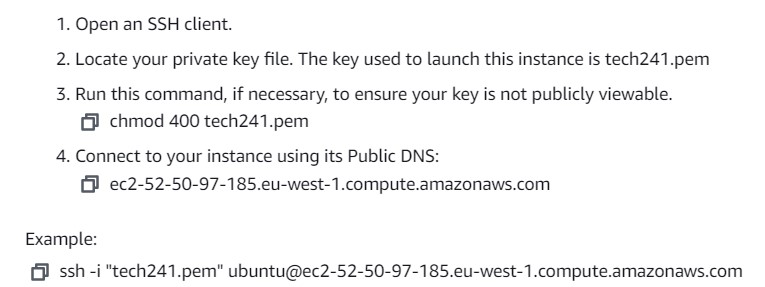 1. Open an SSH client.
2. Locate your private key file. The key used to launch this instance is tech241.pem
3. Run this command, if necessary, to ensure your key is not publicly viewable.
chmod 400 tech241.pem
4. Connect to your instance using its Public DNS:
ec2-52-50-97-185.eu-west-1.compute.amazonaws.com
Example:
ssh -i "tech241.pem" ubuntu@ec2-52-50-97-185.eu-west-1.compute.amazonaws.com